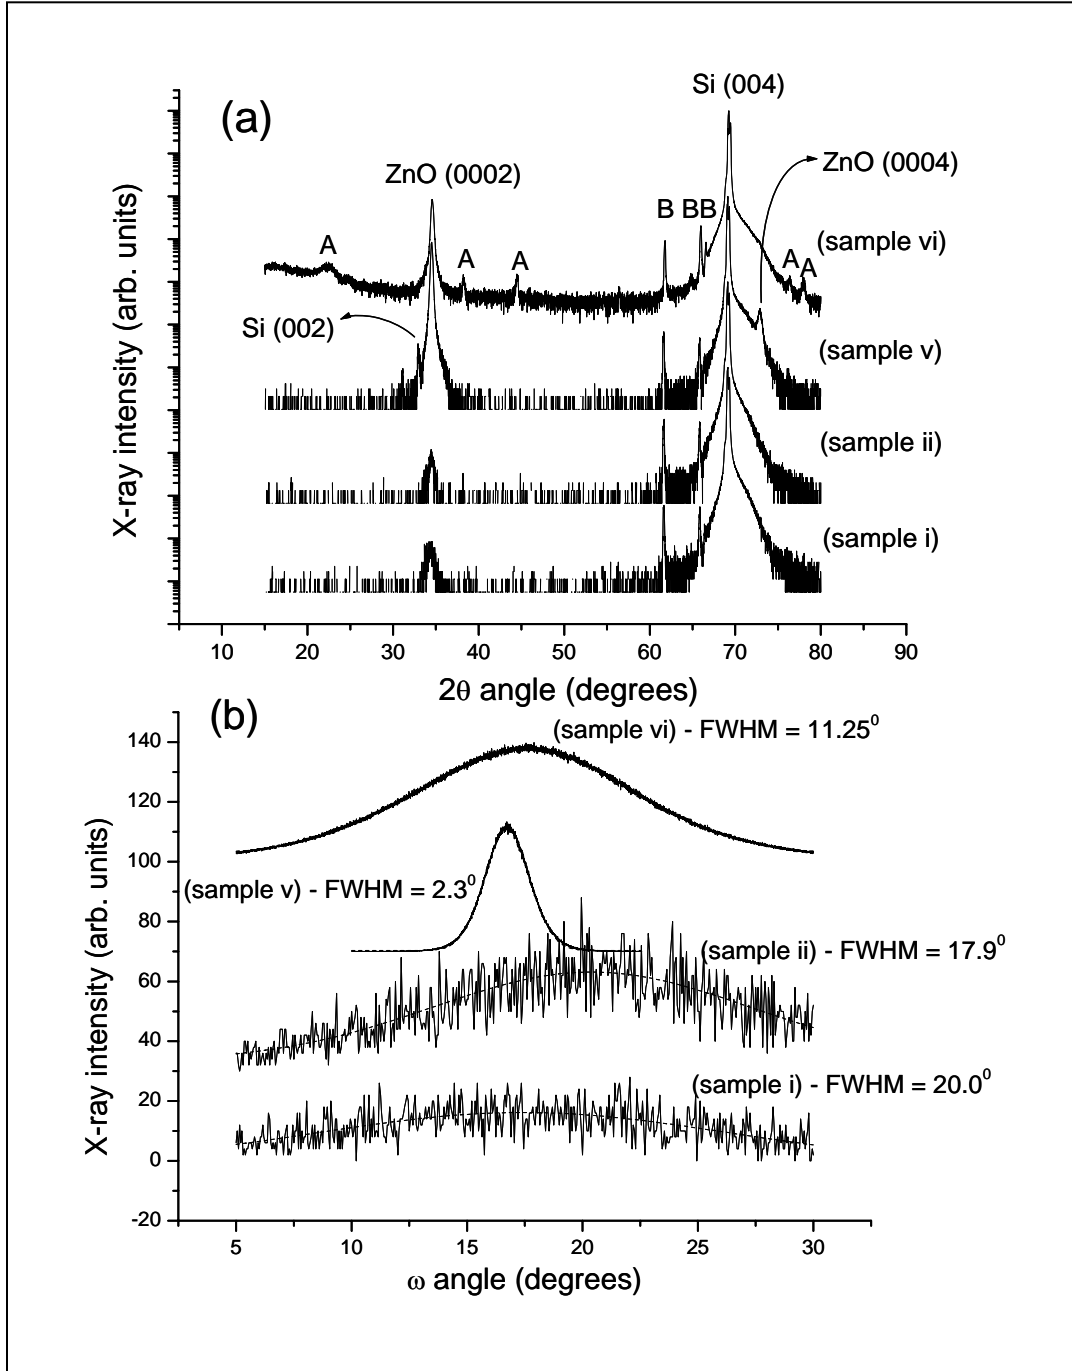 (a)
Si (004)
ZnO (0002)
ZnO (0004)
B BB
A
A
A
A A
(sample vi)
Si (002)
(sample v)
(sample ii)
(sample i)
X-ray intensity (arb. units)
10 20 30 40 50 60 70 80 90
2θ angle (degrees)
(b)
(sample vi) - FWHM = 11.25⁰
(sample v) - FWHM = 2.3⁰
(sample ii) - FWHM = 17.9⁰
(sample i) - FWHM = 20.0⁰
X-ray intensity (arb. units)
140
120
100
80
60
40
20
0
-20
5 10 15 20 25 30
ω angle (degrees)